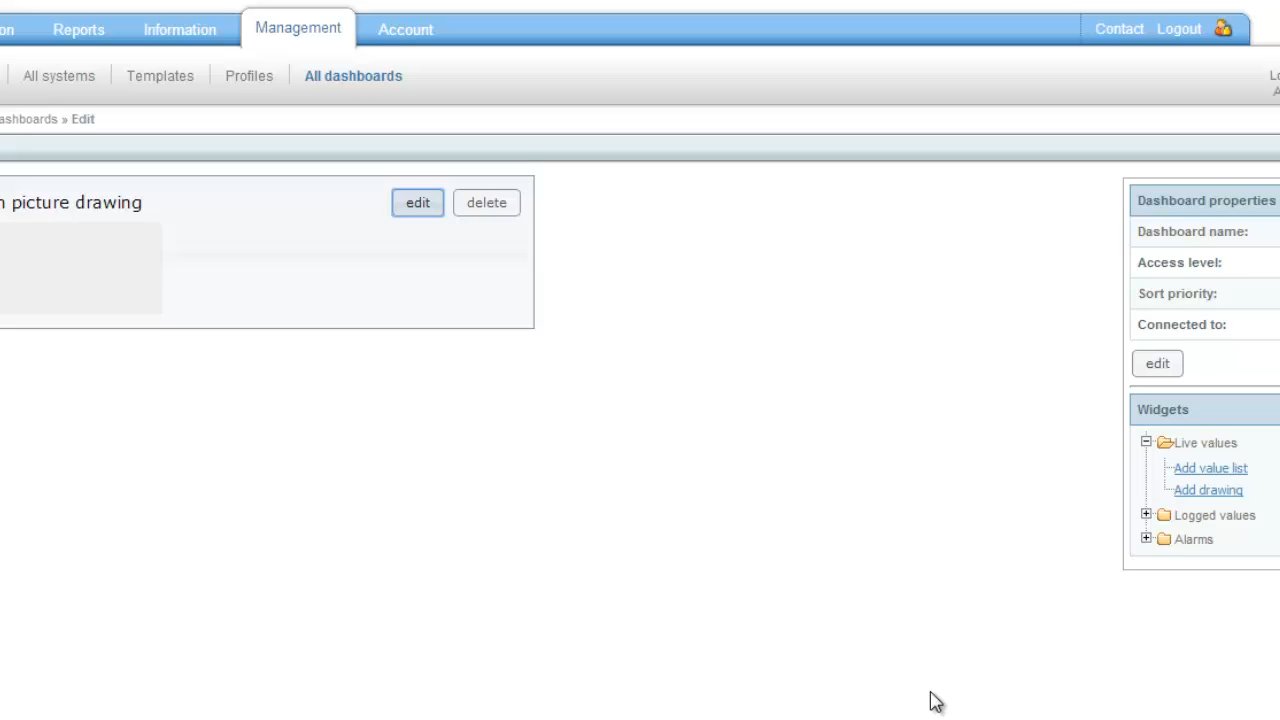 on Reports Information Management Account Contact Logout
All systems Templates Profiles All dashboards Lo
A
ashboards » Edit
n picture drawing edit delete
Dashboard properties
Dashboard name:
Access level:
Sort priority:
Connected to:
edit
Widgets
Live values
Add value list
Add drawing
Logged values
Alarms